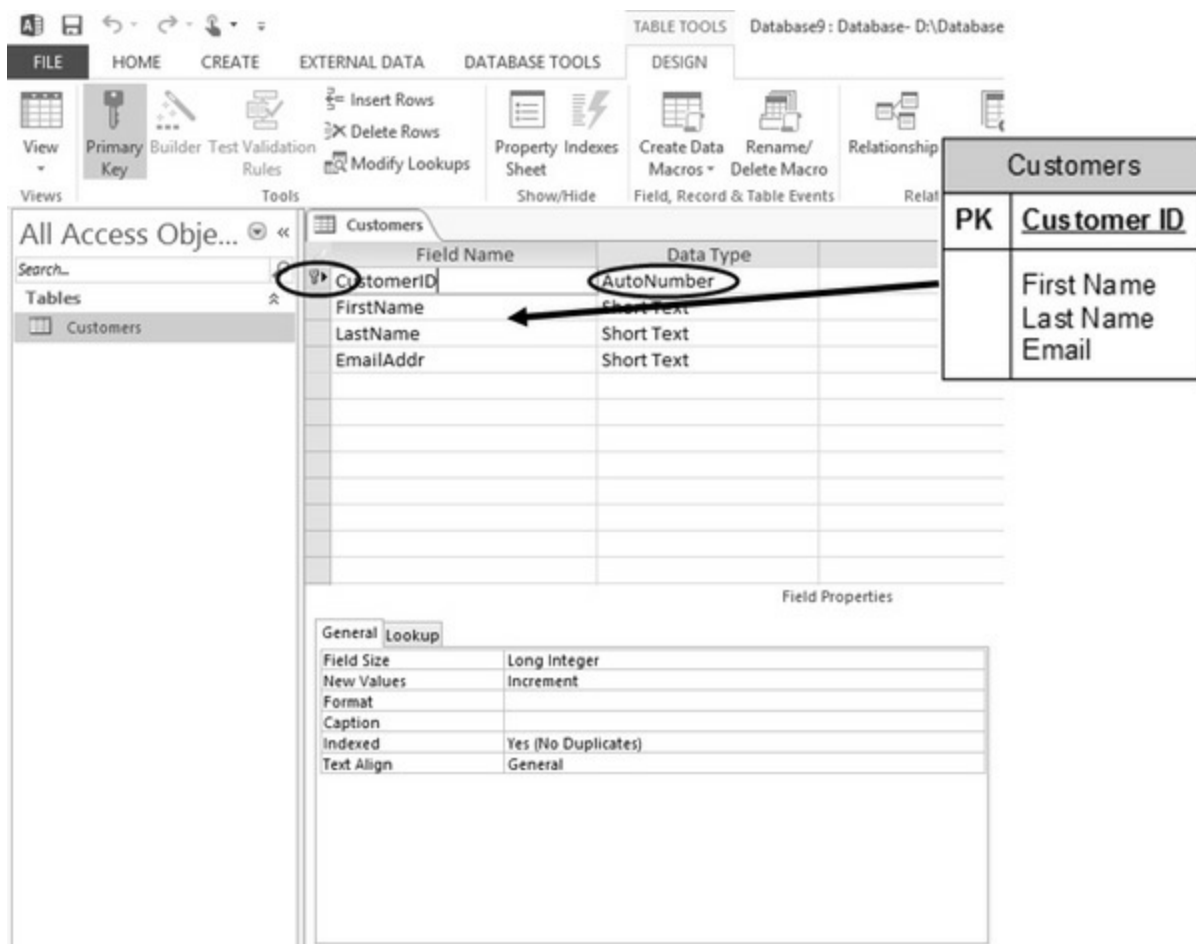 TABLE TOOLS Database9 : Database- D:\Database
FILE HOME CREATE EXTERNAL DATA DATABASE TOOLS DESIGN
View
Primary Key
Builder
Test Validation Rules
Insert Rows
Delete Rows
Modify Lookups
Property Sheet
Indexes
Create Data Macros
Rename/ Delete Macro
Relationship
Views Tools Show/Hide Field, Record & Table Events Relat
Customers
PK Customer ID
First Name
Last Name
Email
All Access Obje... «
Search...
Tables
Customers
Customers
Field Name Data Type
CustomerID AutoNumber
FirstName Short Text
LastName Short Text
EmailAddr Short Text
Field Properties
General Lookup
Field Size Long Integer
New Values Increment
Format
Caption
Indexed Yes (No Duplicates)
Text Align General